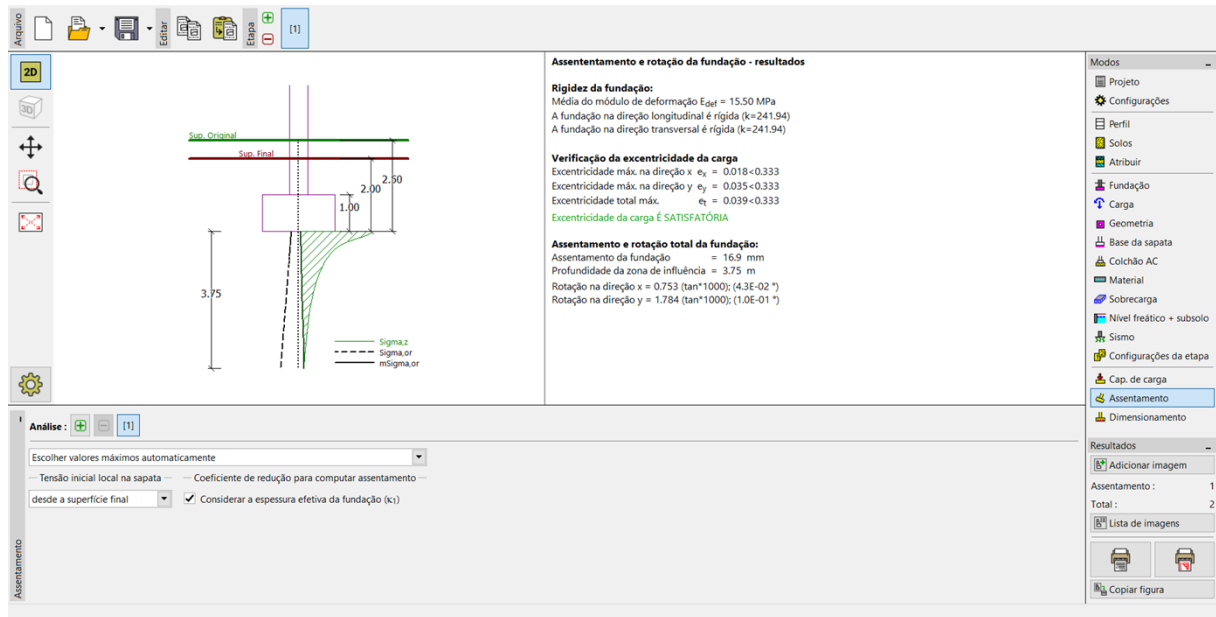 Arquivo
Editar
Etapa
[1]
2D
3D
Sup. Original
Sup. Final
2.50
2.00
1.00
3.75
Sigma,z
Sigma,or
mSigma,or
Assententamento e rotação da fundação - resultados
Rigidez da fundação:
Média do módulo de deformação Edef = 15.50 MPa
A fundação na direção longitudinal é rígida (k=241.94)
A fundação na direção transversal é rígida (k=241.94)
Verificação da excentricidade da carga
Excentricidade máx. na direção x ex = 0.018<0.333
Excentricidade máx. na direção y ey = 0.035<0.333
Excentricidade total máx. et = 0.039<0.333
Excentricidade da carga É SATISFATÓRIA
Assentamento e rotação total da fundação:
Assentamento da fundação = 16.9 mm
Profundidade da zona de influência = 3.75 m
Rotação na direção x = 0.753 (tan*1000); (4.3E-02 °)
Rotação na direção y = 1.784 (tan*1000); (1.0E-01 °)
Modos
Projeto
Configurações
Perfil
Solos
Atribuir
Fundação
Carga
Geometria
Base da sapata
Colchão AC
Material
Sobrecarga
Nível freático + subsolo
Sismo
Configurações da etapa
Cap. de carga
Assentamento
Dimensionamento
Resultados
Adicionar imagem
Assentamento : 1
Total : 2
Lista de imagens
Copiar figura
Análise : [1]
Escolher valores máximos automaticamente
Tensão inicial local na sapata
Coeficiente de redução para computar assentamento
desde a superfície final
Considerar a espessura efetiva da fundação (κ1)
Assentamento